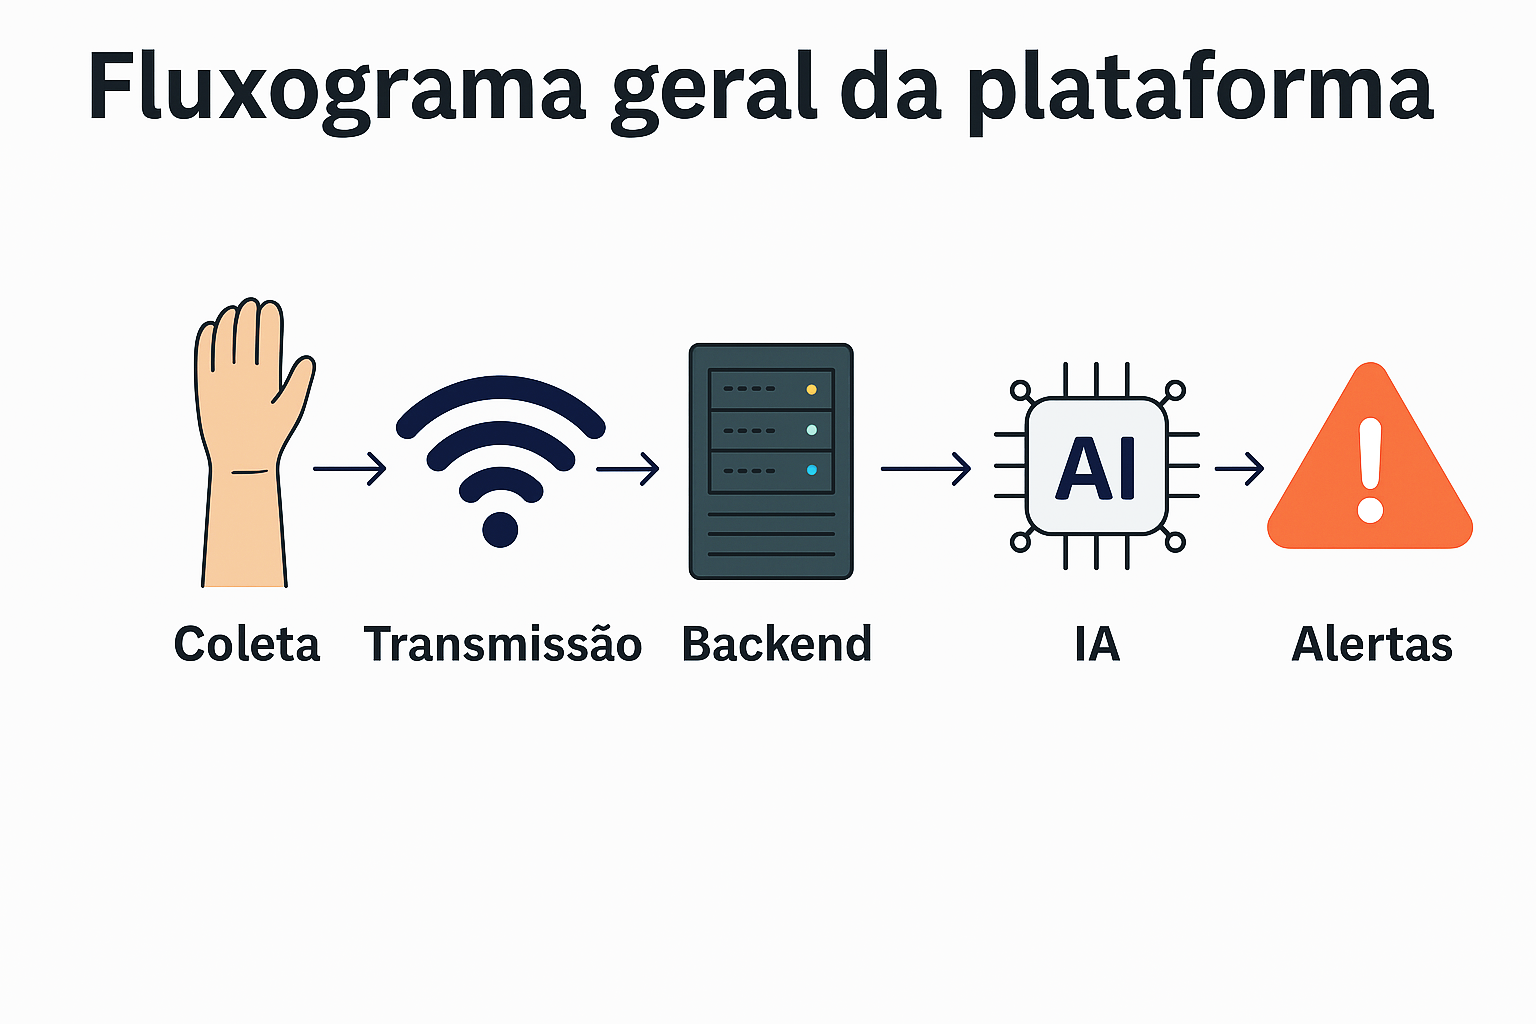 Fluxograma geral da plataforma
AI
Coleta Transmissão Backend IA Alertas